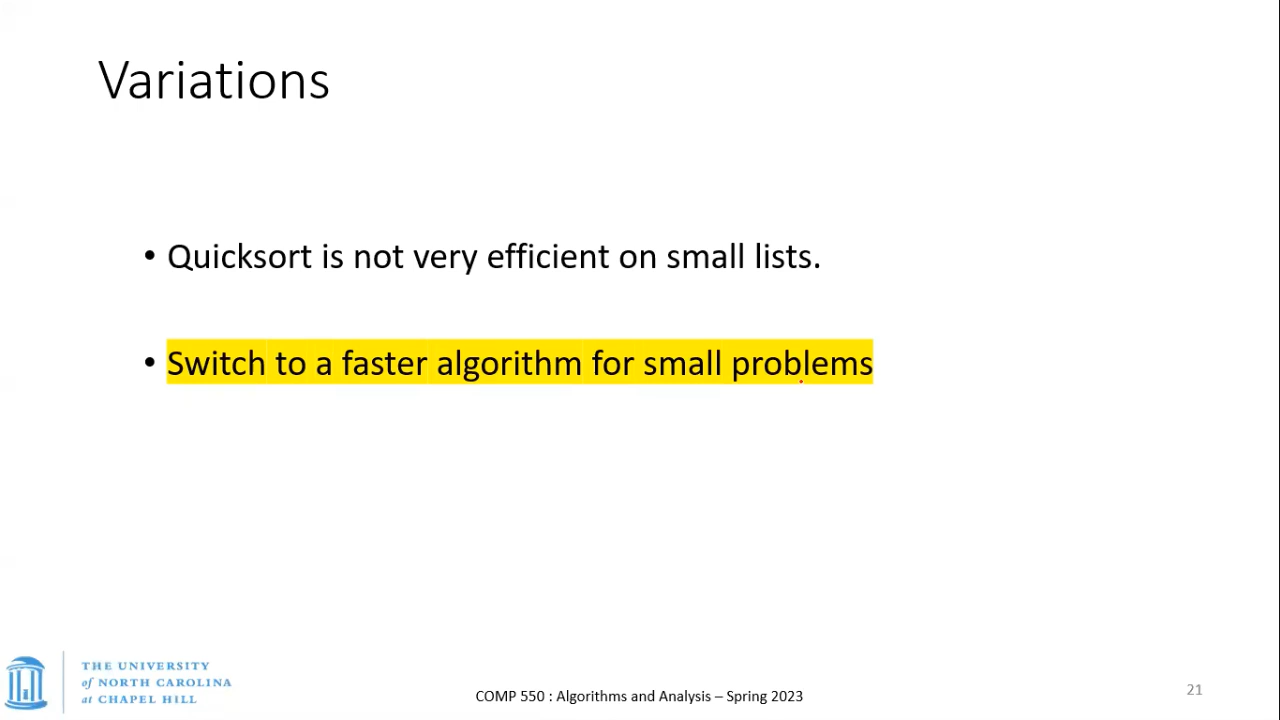 Variations
• Quicksort is not very efficient on small lists.
• Switch to a faster algorithm for small problems
THE UNIVERSITY
of NORTH CAROLINA
at CHAPEL HILL
COMP 550 : Algorithms and Analysis – Spring 2023
21